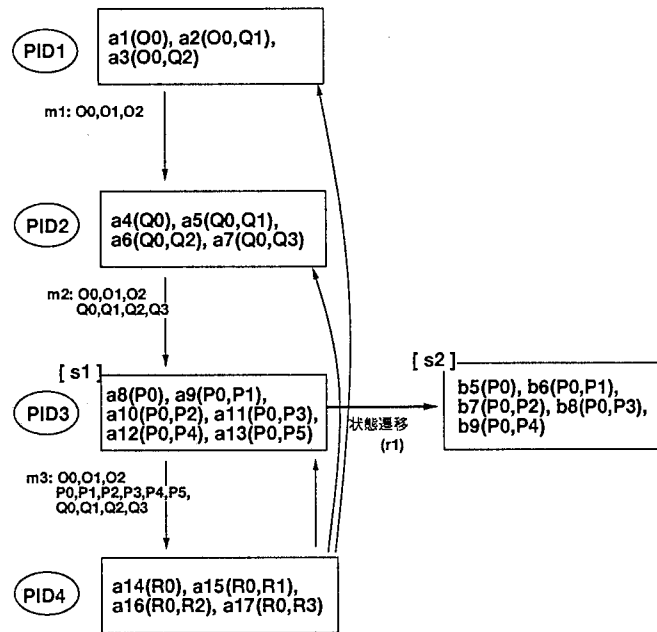 PID1
a1(O0), a2(O0,Q1),
a3(O0,Q2)
m1: O0,O1,O2
PID2
a4(Q0), a5(Q0,Q1),
a6(Q0,Q2), a7(Q0,Q3)
m2: O0,O1,O2
Q0,Q1,Q2,Q3
[ s1 ]
PID3
a8(P0), a9(P0,P1),
a10(P0,P2), a11(P0,P3),
a12(P0,P4), a13(P0,P5)
状態遷移
(r1)
[ s2 ]
b5(P0), b6(P0,P1),
b7(P0,P2), b8(P0,P3),
b9(P0,P4)
m3: O0,O1,O2
P0,P1,P2,P3,P4,P5,
Q0,Q1,Q2,Q3
PID4
a14(R0), a15(R0,R1),
a16(R0,R2), a17(R0,R3)